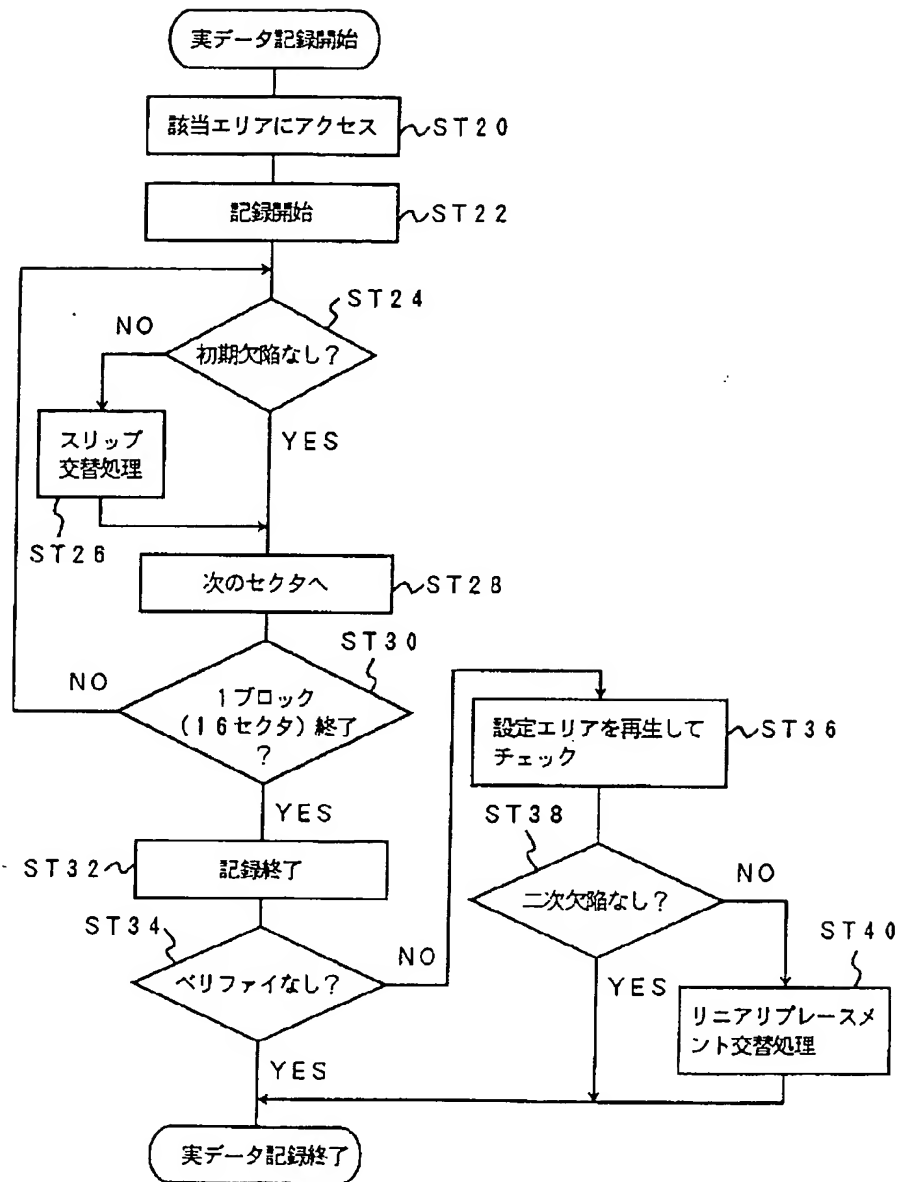 実データ記録開始
該当エリアにアクセス
ST20
記録開始
ST22
ST24
NO
初期欠陥なし?
YES
スリップ
交替処理
ST26
次のセクタへ
ST28
ST30
NO
1ブロック
(16セクタ)終了
?
YES
設定エリアを再生して
チェック
ST36
ST38
二次欠陥なし?
NO
YES
ST40
リニアリプレースメ
ント交替処理
ST32
記録終了
ST34
ベリファイなし?
NO
YES
実データ記録終了